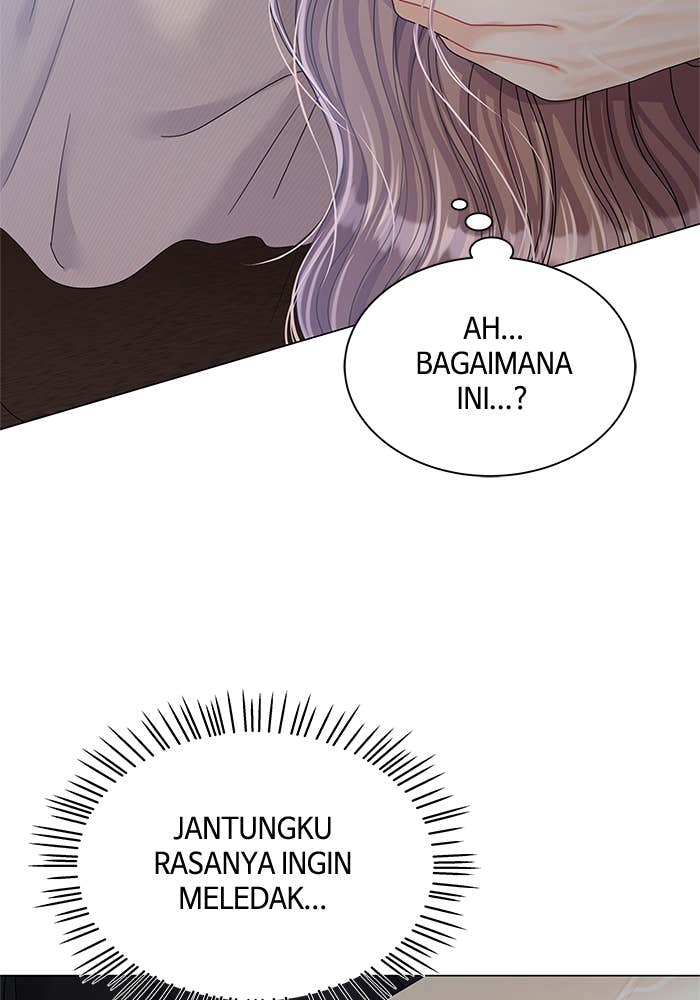 AH...
BAGAIMANA
INI...?
JANTUNGKU
RASANYA INGIN
MELEDAK...